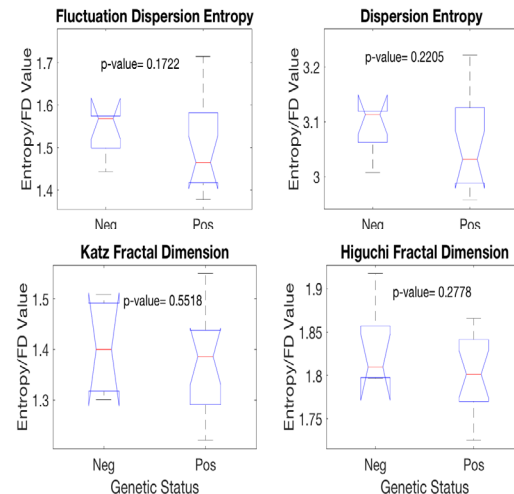 Fluctuation Dispersion Entropy
Dispersion Entropy
1.7
1.6
1.5
1.4
Entropy/FD Value
p-value= 0.1722
Neg
Pos
3.2
3.1
3
Entropy/FD Value
p-value= 0.2205
Neg
Pos
Katz Fractal Dimension
Higuchi Fractal Dimension
1.5
1.4
1.3
Entropy/FD Value
p-value= 0.5518
Neg
Pos
Genetic Status
1.9
1.85
1.8
1.75
Entropy/FD Value
p-value= 0.2778
Neg
Pos
Genetic Status